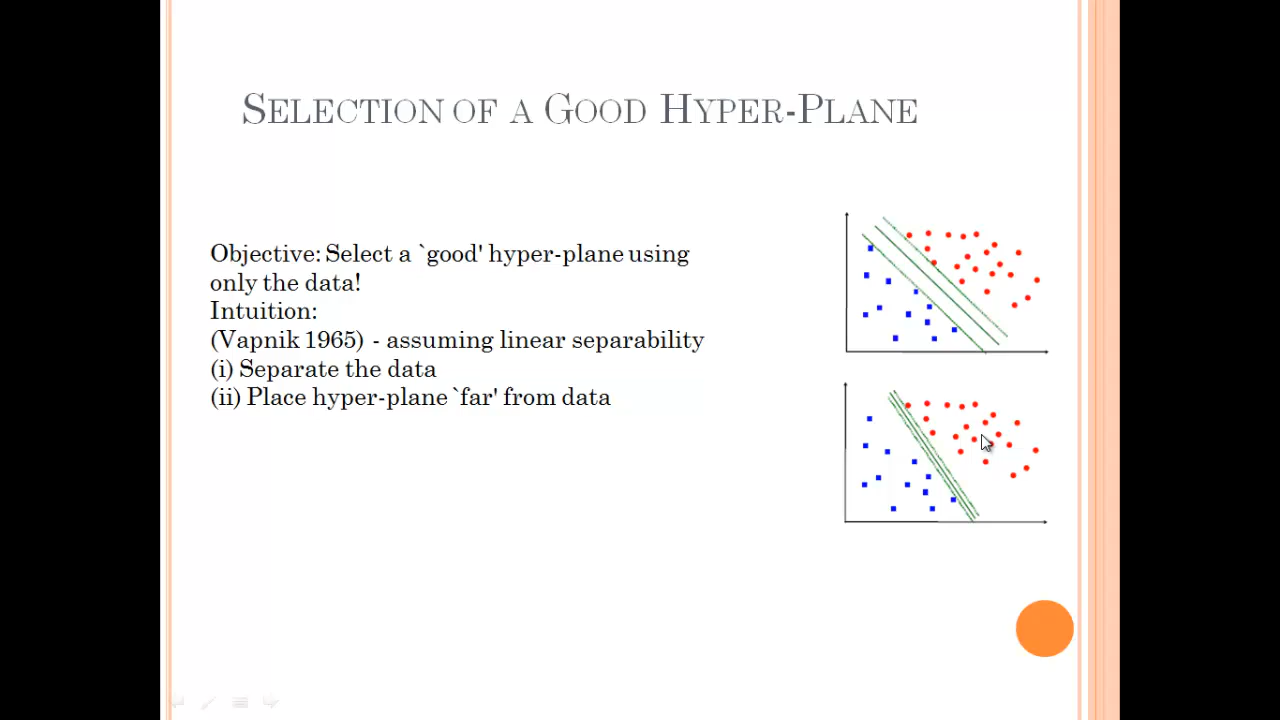 SELECTION OF A GOOD HYPER-PLANE
Objective: Select a `good' hyper-plane using
only the data!
Intuition:
(Vapnik 1965) - assuming linear separability
(i) Separate the data
(ii) Place hyper-plane `far' from data